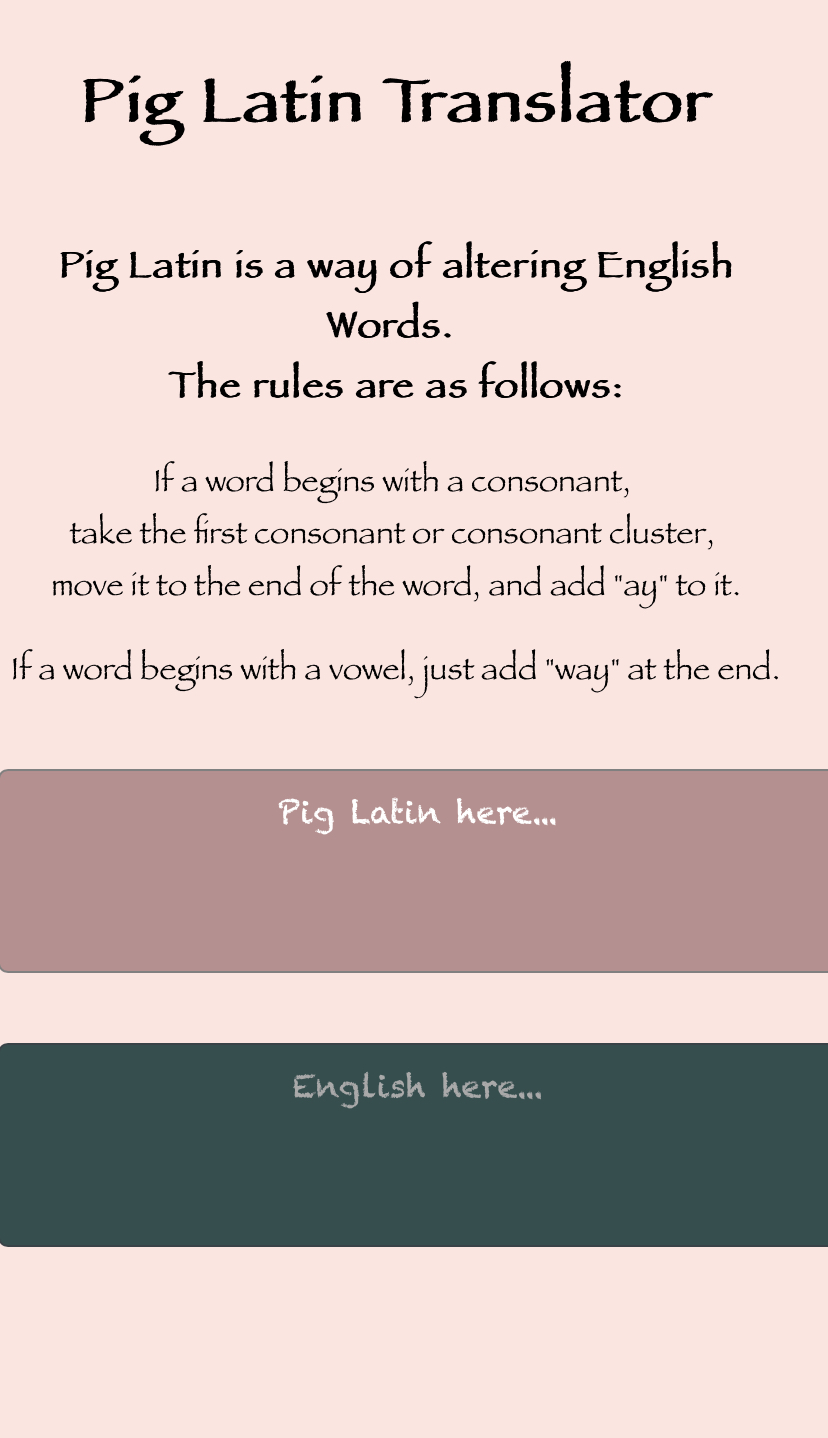 Pig Latin Translator
Pig Latin is a way of altering English
Words.
The rules are as follows:
If a word begins with a consonant,
take the first consonant or consonant cluster,
move it to the end of the word, and add "ay" to it.
If a word begins with a vowel, just add "way" at the end.
Pig Latin here...
English here...